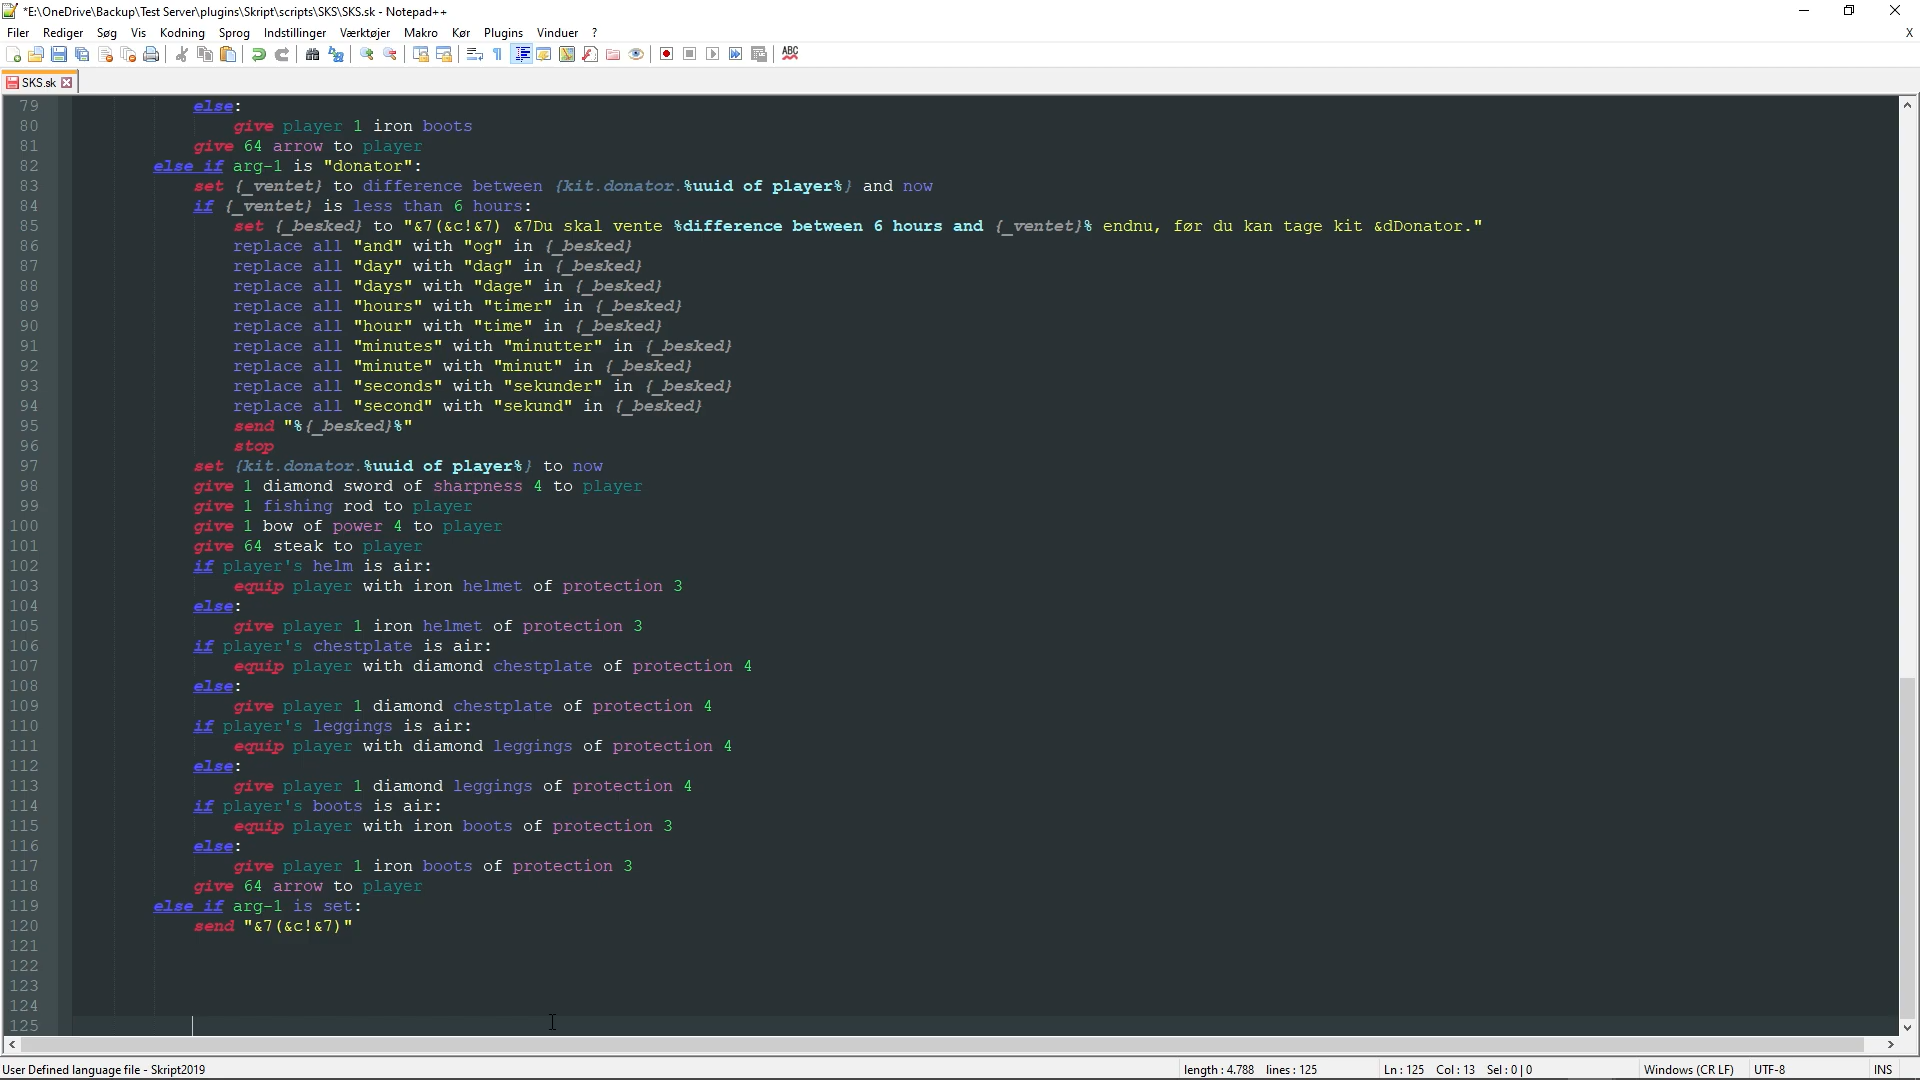 *E:\OneDrive\Backup\Test Server\plugins\Skript\scripts\SKS\SKS.sk - Notepad++
Filer Rediger Søg Vis Kodning Sprog Indstillinger Værktøjer Makro Kør Plugins Vinduer ? X
ABC
SKS.sk
79 else:
80 give player 1 iron boots
81 give 64 arrow to player
82 else if arg-1 is "donator":
83 set {_ventet} to difference between {kit.donator.%uuid of player%} and now
84 if {_ventet} is less than 6 hours:
85 set {_besked} to "&7(&c!&7) &7Du skal vente %difference between 6 hours and {_ventet}% endnu, før du kan tage kit &dDonator."
86 replace all "and" with "og" in {_besked}
87 replace all "day" with "dag" in {_besked}
88 replace all "days" with "dage" in {_besked}
89 replace all "hours" with "timer" in {_besked}
90 replace all "hour" with "time" in {_besked}
91 replace all "minutes" with "minutter" in {_besked}
92 replace all "minute" with "minut" in {_besked}
93 replace all "seconds" with "sekunder" in {_besked}
94 replace all "second" with "sekund" in {_besked}
95 send "%{_besked}%"
96 stop
97 set {kit.donator.%uuid of player%} to now
98 give 1 diamond sword of sharpness 4 to player
99 give 1 fishing rod to player
100 give 1 bow of power 4 to player
101 give 64 steak to player
102 if player's helm is air:
103 equip player with iron helmet of protection 3
104 else:
105 give player 1 iron helmet of protection 3
106 if player's chestplate is air:
107 equip player with diamond chestplate of protection 4
108 else:
109 give player 1 diamond chestplate of protection 4
110 if player's leggings is air:
111 equip player with diamond leggings of protection 4
112 else:
113 give player 1 diamond leggings of protection 4
114 if player's boots is air:
115 equip player with iron boots of protection 3
116 else:
117 give player 1 iron boots of protection 3
118 give 64 arrow to player
119 else if arg-1 is set:
120 send "&7(&c!&7)"
121
122
123
124
125
User Defined language file - Skript2019 length : 4.788 lines : 125 Ln : 125 Col : 13 Sel : 0 | 0 Windows (CR LF) UTF-8 INS